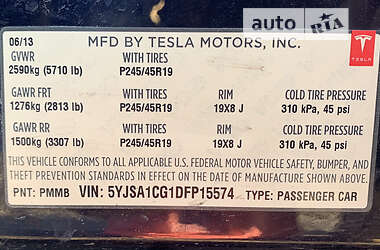 auto RIA
06/13 MFD BY TESLA MOTORS, INC.
TESLA
GVWR WITH TIRES
2590kg (5710 lb) P245/45R19
GAWR FRT WITH TIRES RIM COLD TIRE PRESSURE
1276kg (2813 lb) P245/45R19 19X8 J 310 kPa, 45 psi
GAWR RR WITH TIRES RIM COLD TIRE PRESSURE
1500kg (3307 lb) P245/45R19 19X8 J 310 kPa, 45 psi
THIS VEHICLE CONFORMS TO ALL APPLICABLE U.S. FEDERAL MOTOR VEHICLE SAFETY, BUMPER, AND
THEFT PREVENTION STANDARDS IN EFFECT ON THE DATE OF MANUFACTURE SHOWN ABOVE.
PNT: PMMB VIN: 5YJSA1CG1DFP15574 TYPE: PASSENGER CAR